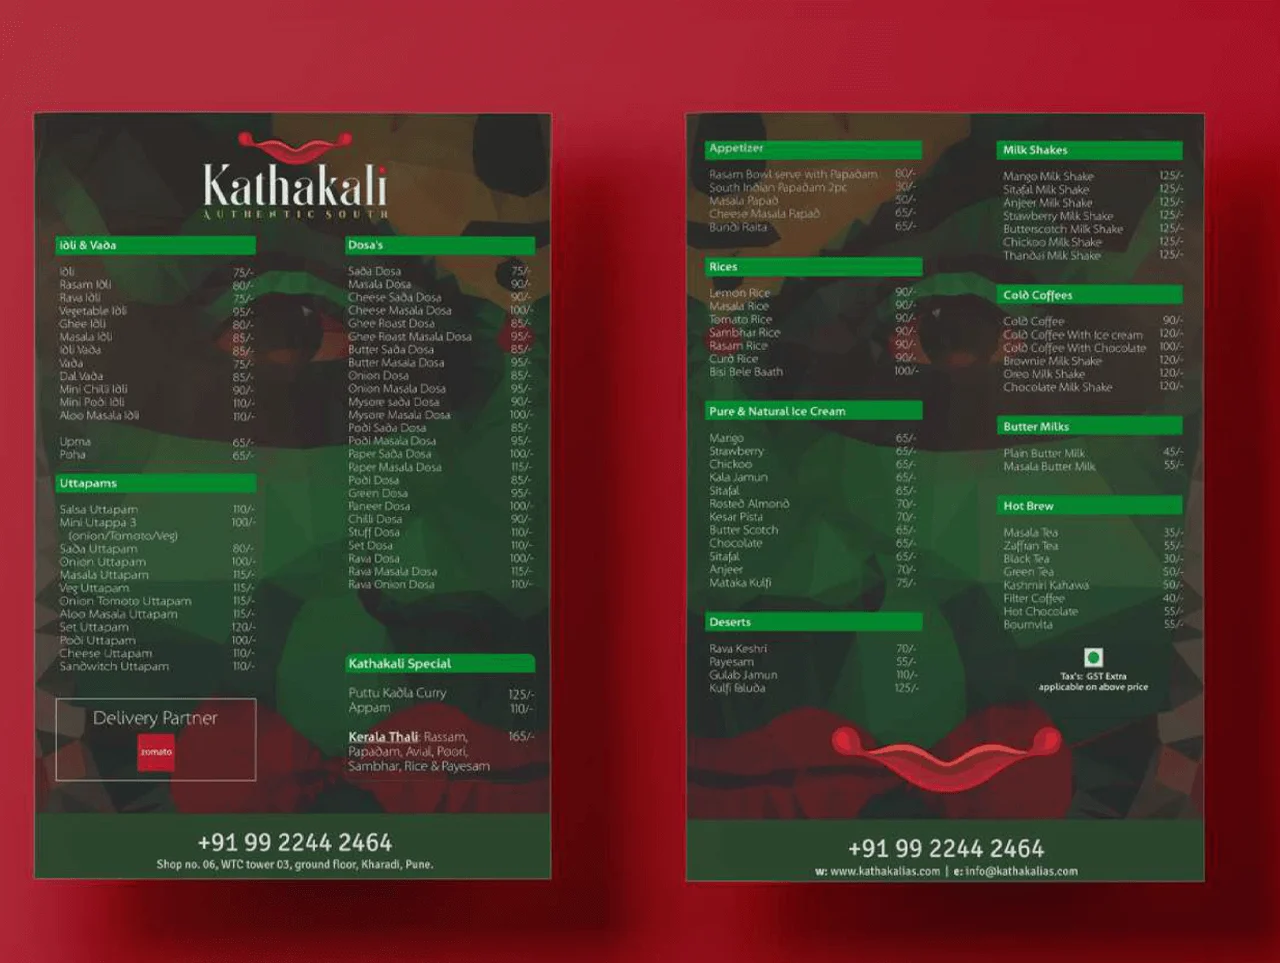 Kathakali
AUTHENTIC SOUTH
Idli & Vada
Idli 75/-
Rasam Idli 80/-
Rava Idli 75/-
Vegetable Idli 95/-
Ghee Idli 80/-
Masala Idli 85/-
Idli Vada 85/-
Vada 75/-
Dal Vada 85/-
Mini Chilli Idli 90/-
Mini Podi Idli 110/-
Aloo Masala Idli 110/-
Upma 65/-
Poha 65/-
Uttapams
Salsa Uttapam 110/-
Mini Utappa 3 100/-
(onion/Tomato/Veg)
Sada Uttapam 80/-
Onion Uttapam 100/-
Masala Uttapam 115/-
Veg Uttapam 115/-
Onion Tomoto Uttapam 115/-
Aloo Masala Uttapam 115/-
Set Uttapam 120/-
Podi Uttapam 100/-
Cheese Uttapam 110/-
Sandwitch Uttapam 110/-
Delivery Partner
zomato
Dosa's
Sada Dosa 75/-
Masala Dosa 90/-
Cheese Sada Dosa 90/-
Cheese Masala Dosa 100/-
Ghee Roast Dosa 85/-
Ghee Roast Masala Dosa 95/-
Butter Sada Dosa 85/-
Butter Masala Dosa 95/-
Onion Dosa 85/-
Onion Masala Dosa 95/-
Mysore sada Dosa 90/-
Mysore Masala Dosa 100/-
Podi Sada Dosa 85/-
Podi Masala Dosa 95/-
Paper Sada Dosa 100/-
Paper Masala Dosa 115/-
Podi Dosa 85/-
Green Dosa 95/-
Paneer Dosa 100/-
Chilli Dosa 90/-
Stuff Dosa 110/-
Set Dosa 110/-
Rava Dosa 100/-
Rava Masala Dosa 115/-
Rava Onion Dosa 110/-
Kathakali Special
Puttu Kadla Curry 125/-
Appam 110/-
Kerala Thali: Rassam, 165/-
Papadam, Avial, Poori,
Sambhar, Rice & Payesam
+91 99 2244 2464
Shop no. 06, WTC tower 03, ground floor, Kharadi, Pune.
Appetizer
Rasam Bowl serve with Papadam 80/-
South Indian Papadam 2pc 30/-
Masala Papad 50/-
Cheese Masala Papad 65/-
Bundi Raita 65/-
Rices
Lemon Rice 90/-
Masala Rice 90/-
Tomato Rice 90/-
Sambhar Rice 90/-
Rasam Rice 90/-
Curd Rice 90/-
Bisi Bele Baath 100/-
Pure & Natural Ice Cream
Mango 65/-
Strawberry 65/-
Chickoo 65/-
Kala Jamun 65/-
Sitafal 65/-
Rosted Almond 70/-
Kesar Pista 70/-
Butter Scotch 65/-
Chocolate 65/-
Sitafal 65/-
Anjeer 70/-
Mataka Kulfi 75/-
Deserts
Rava Keshri 70/-
Payesam 55/-
Gulab Jamun 110/-
Kulfi faluda 125/-
Milk Shakes
Mango Milk Shake 125/-
Sitafal Milk Shake 125/-
Anjeer Milk Shake 125/-
Strawberry Milk Shake 125/-
Butterscotch Milk Shake 125/-
Chickoo Milk Shake 125/-
Thandai Milk Shake 125/-
Cold Coffees
Cold Coffee 90/-
Cold Coffee With Ice cream 120/-
Cold Coffee With Chocolate 100/-
Brownie Milk Shake 120/-
Oreo Milk Shake 120/-
Chocolate Milk Shake 120/-
Butter Milks
Plain Butter Milk 45/-
Masala Butter Milk 55/-
Hot Brew
Masala Tea 35/-
Zaffran Tea 55/-
Black Tea 30/-
Green Tea 50/-
Kashmiri Kahawa 50/-
Filter Coffee 40/-
Hot Chocolate 55/-
Bournvita 55/-
Tax's: GST Extra
applicable on above price
+91 99 2244 2464
w: www.kathakalias.com | e: info@kathakalias.com